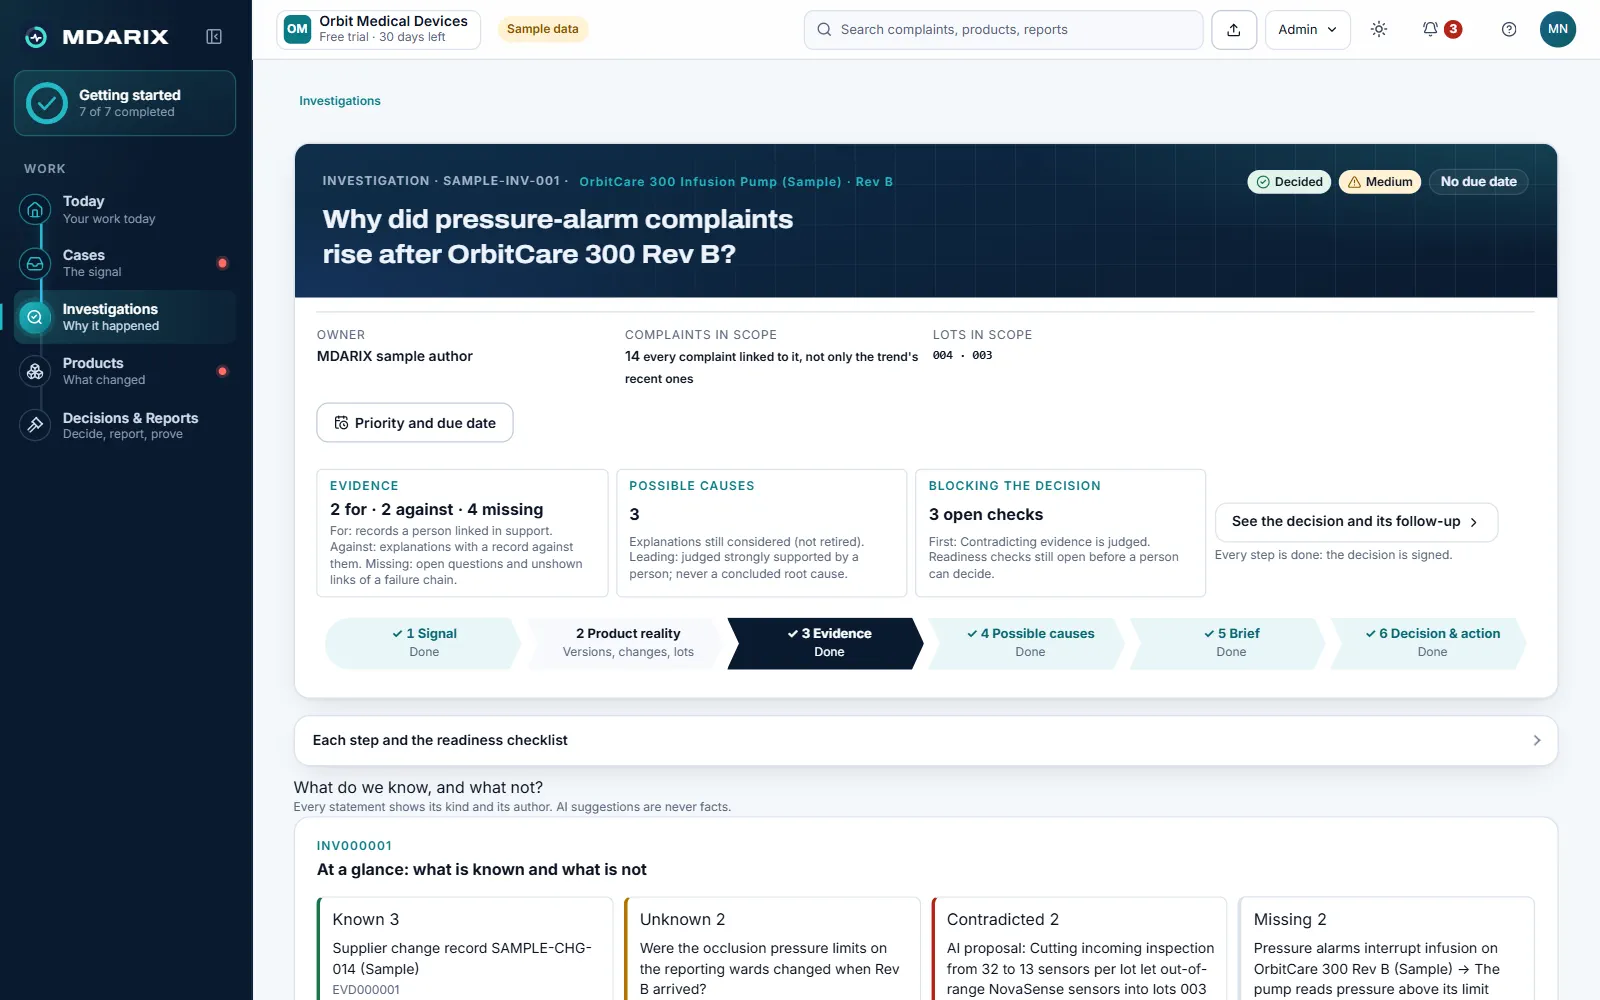 MDARIX
Getting started
7 of 7 completed
WORK
Today
Your work today
Cases
The signal
Investigations
Why it happened
Products
What changed
Decisions & Reports
Decide, report, prove
OM
Orbit Medical Devices
Free trial · 30 days left
Sample data
Search complaints, products, reports
Admin
3
MN
Investigations
INVESTIGATION · SAMPLE-INV-001 · OrbitCare 300 Infusion Pump (Sample) · Rev B
Decided
Medium
No due date
Why did pressure-alarm complaints
rise after OrbitCare 300 Rev B?
OWNER
MDARIX sample author
COMPLAINTS IN SCOPE
14 every complaint linked to it, not only the trend's
recent ones
LOTS IN SCOPE
004 · 003
Priority and due date
EVIDENCE
2 for · 2 against · 4 missing
For: records a person linked in support.
Against: explanations with a record against
them. Missing: open questions and unshown
links of a failure chain.
POSSIBLE CAUSES
3
Explanations still considered (not retired).
Leading: judged strongly supported by a
person; never a concluded root cause.
BLOCKING THE DECISION
3 open checks
First: Contradicting evidence is judged.
Readiness checks still open before a person
can decide.
See the decision and its follow-up
Every step is done: the decision is signed.
1 Signal
Done
2 Product reality
Versions, changes, lots
3 Evidence
Done
4 Possible causes
Done
5 Brief
Done
6 Decision & action
Done
Each step and the readiness checklist
What do we know, and what not?
Every statement shows its kind and its author. AI suggestions are never facts.
INV000001
At a glance: what is known and what is not
Known 3
Supplier change record SAMPLE-CHG-
014 (Sample)
EVD000001
Unknown 2
Were the occlusion pressure limits on
the reporting wards changed when Rev
B arrived?
Contradicted 2
AI proposal: Cutting incoming inspection
from 32 to 13 sensors per lot let out-of-
range NovaSense sensors into lots 003
Missing 2
Pressure alarms interrupt infusion on
OrbitCare 300 Rev B (Sample) → The
pump reads pressure above its limit